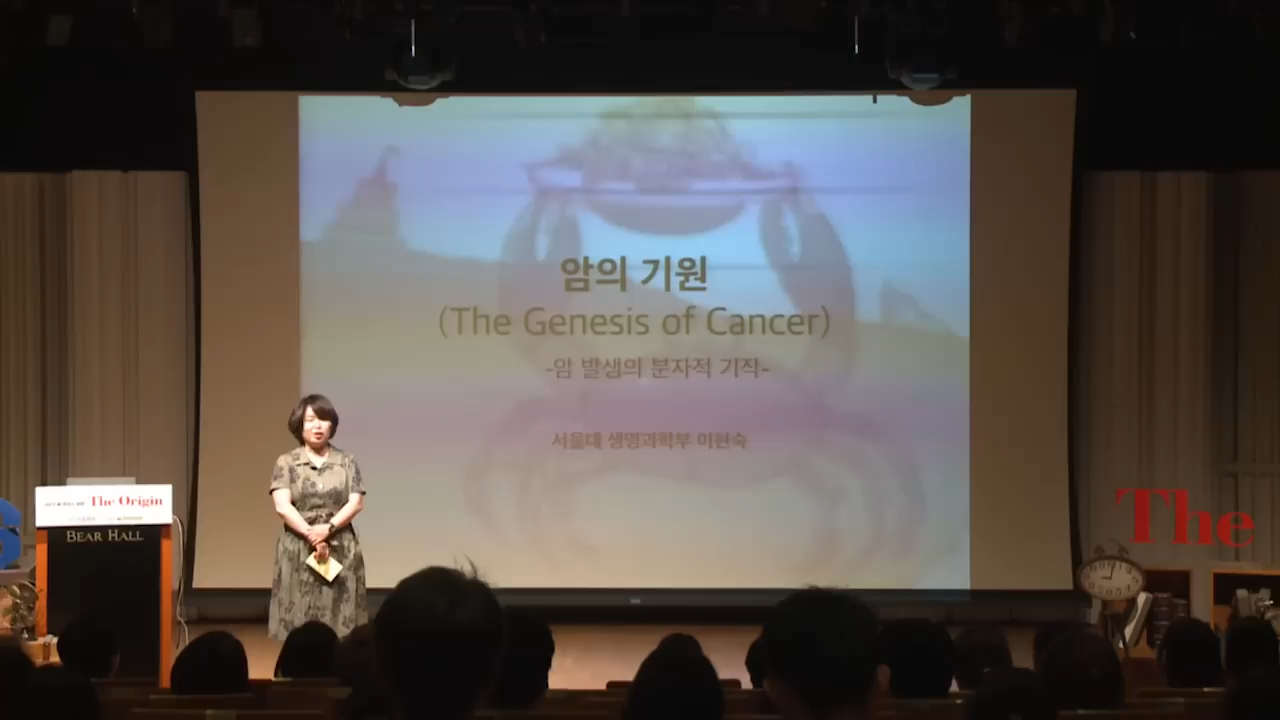 암의 기원
(The Genesis of Cancer)
-암 발생의 분자적 기작-
서울대 생명과학부 이현숙
The Origin
BEAR HALL
S
The